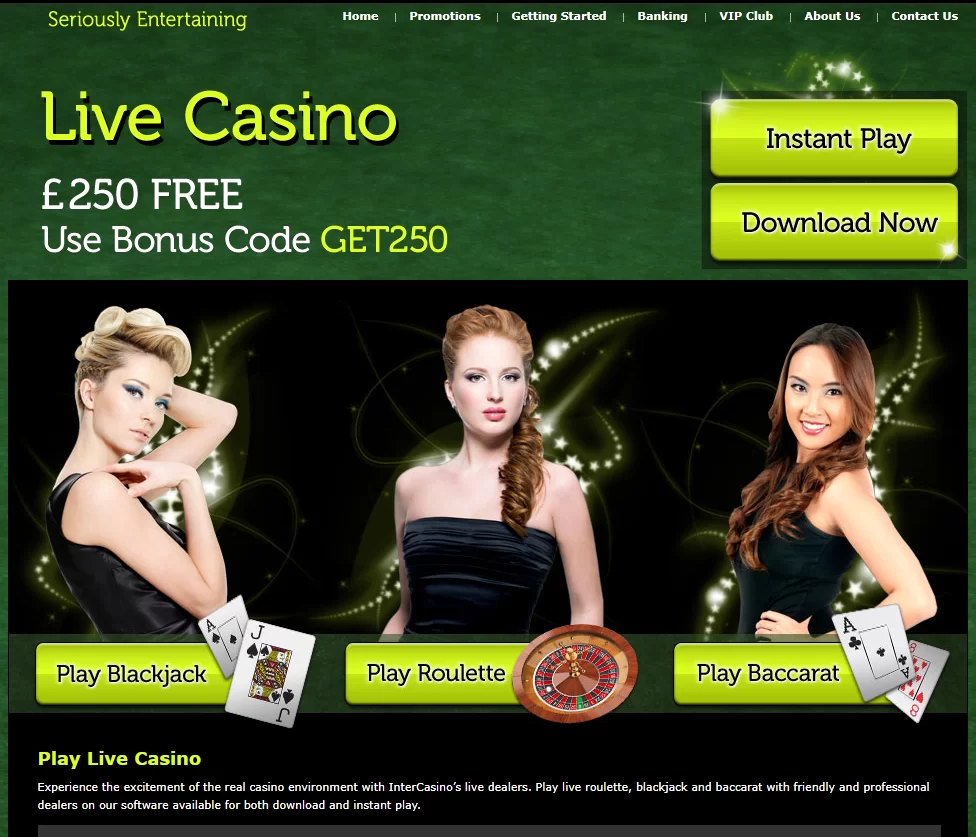 Seriously Entertaining
Home | Promotions | Getting Started | Banking | VIP Club | About Us | Contact Us
Live Casino
£250 FREE
Use Bonus Code GET250
Instant Play
Download Now
Play Blackjack
A
J
J
Play Roulette
Play Baccarat
A
A
8
8
Play Live Casino
Experience the excitement of the real casino environment with InterCasino’s live dealers. Play live roulette, blackjack and baccarat with friendly and professional
dealers on our software available for both download and instant play.